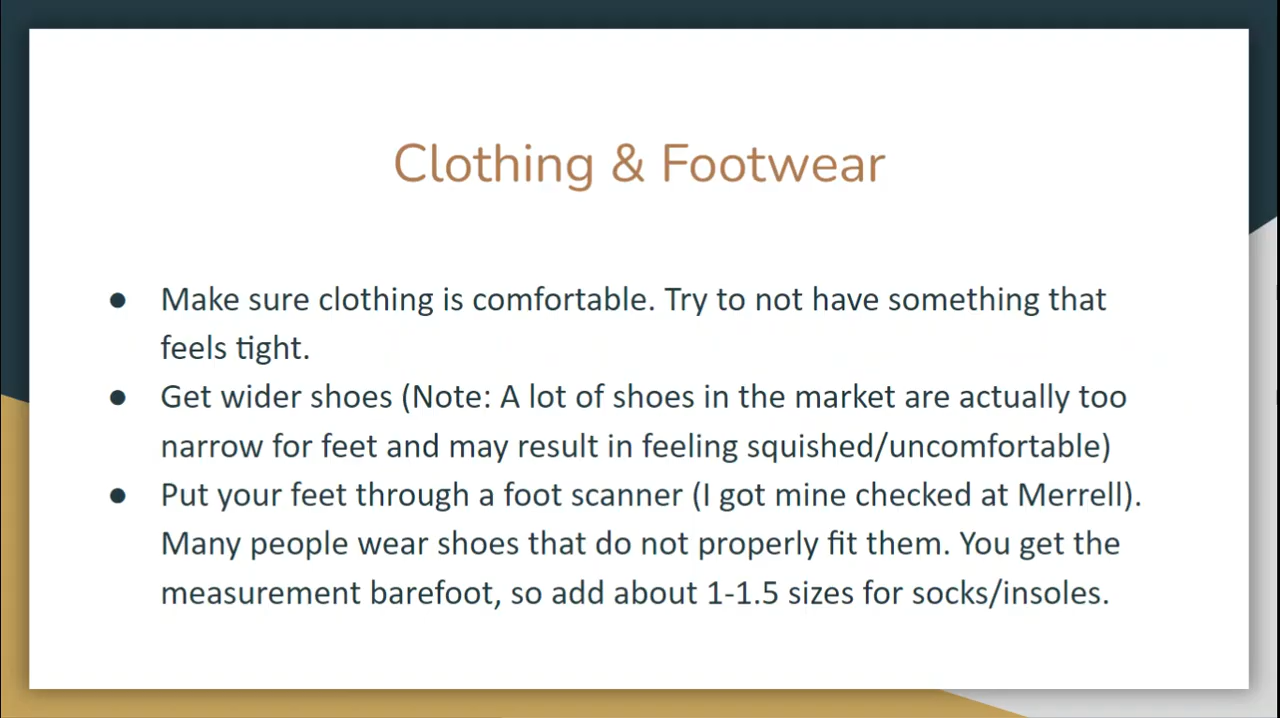 Clothing & Footwear
● Make sure clothing is comfortable. Try to not have something that
feels tight.
● Get wider shoes (Note: A lot of shoes in the market are actually too
narrow for feet and may result in feeling squished/uncomfortable)
● Put your feet through a foot scanner (I got mine checked at Merrell).
Many people wear shoes that do not properly fit them. You get the
measurement barefoot, so add about 1-1.5 sizes for socks/insoles.